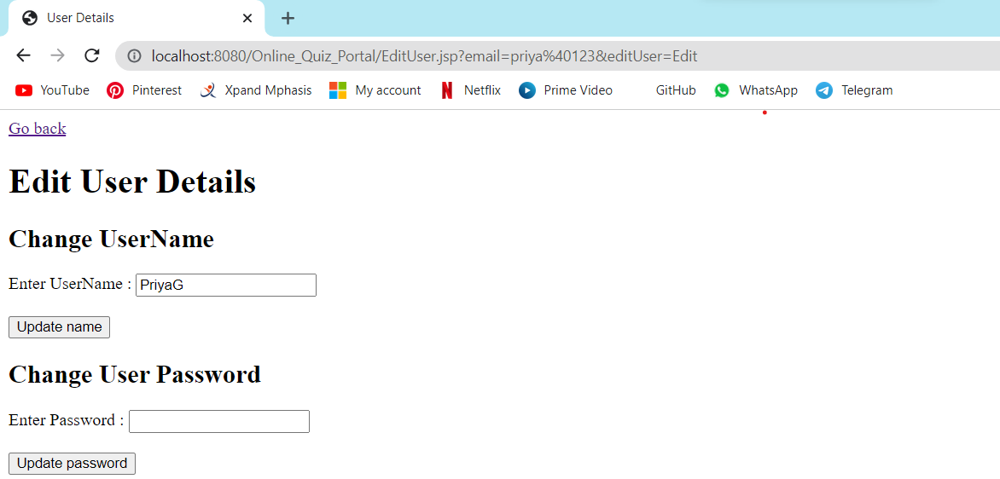 User Details
localhost:8080/Online_Quiz_Portal/EditUser.jsp?email=priya%40123&editUser=Edit
YouTube Pinterest Xpand Mphasis My account Netflix Prime Video GitHub WhatsApp Telegram
Go back
Edit User Details
Change UserName
Enter UserName : PriyaG
Update name
Change User Password
Enter Password :
Update password